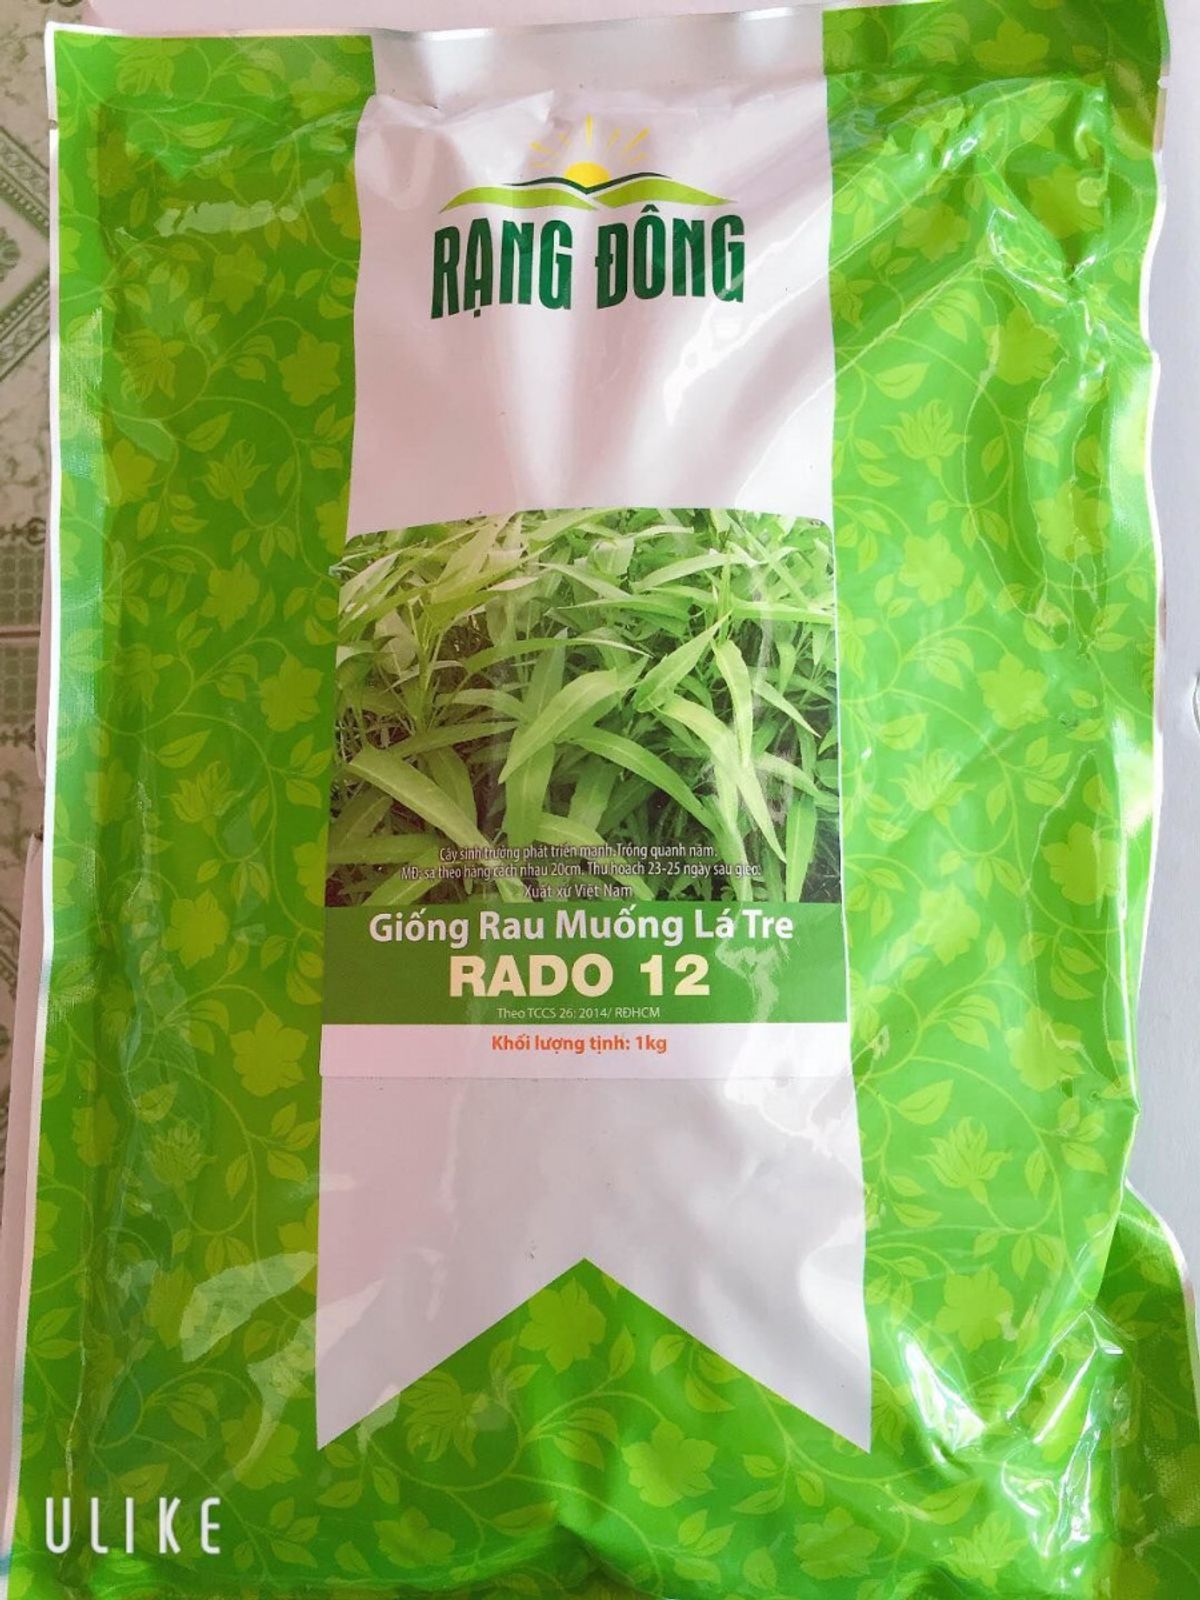 RẠNG ĐÔNG
Cây sinh trưởng phát triển mạnh.Trồng quanh năm.
MĐ: sạ theo hàng cách nhau 20cm. Thu hoạch 23-25 ngày sau gieo.
Xuất xứ Việt Nam
Giống Rau Muống Lá Tre
RADO 12
Theo TCCS 26: 2014/ RĐHCM
Khối lượng tịnh: 1kg
ULIKE